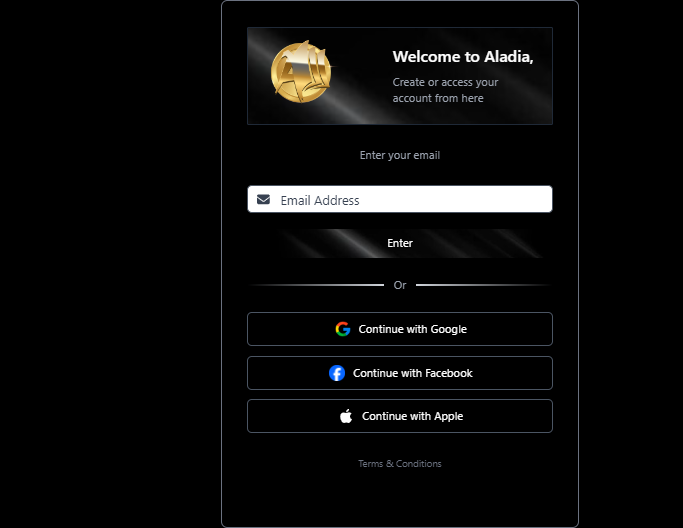 Welcome to Aladia,
Create or access your
account from here
Enter your email
Email Address
Enter
Or
Continue with Google
Continue with Facebook
Continue with Apple
Terms & Conditions